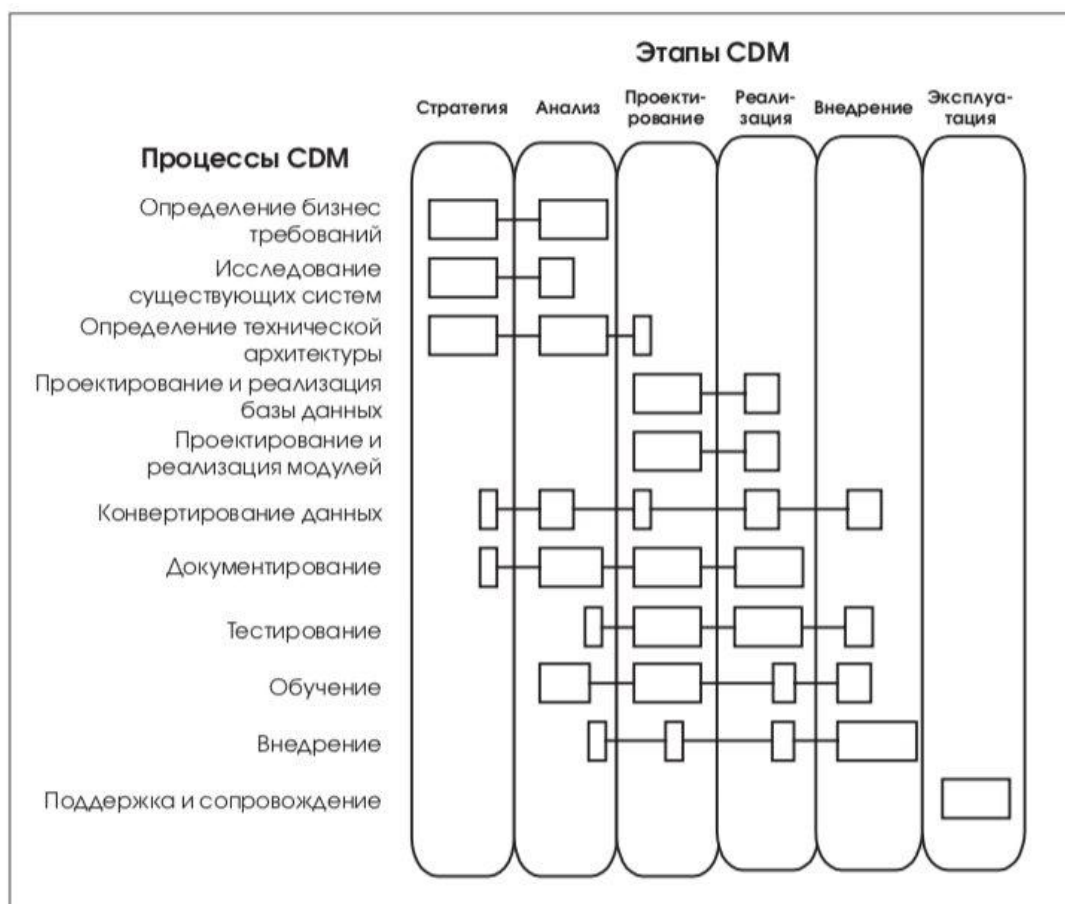 Этапы CDM
Стратегия Анализ Проекти- Реали- Внедрение Эксплуа-
рование зация тация
Процессы CDM
Определение бизнес
требований
Исследование
существующих систем
Определение технической
архитектуры
Проектирование и реализация
базы данных
Проектирование и
реализация модулей
Конвертирование данных
Документирование
Тестирование
Обучение
Внедрение
Поддержка и сопровождение